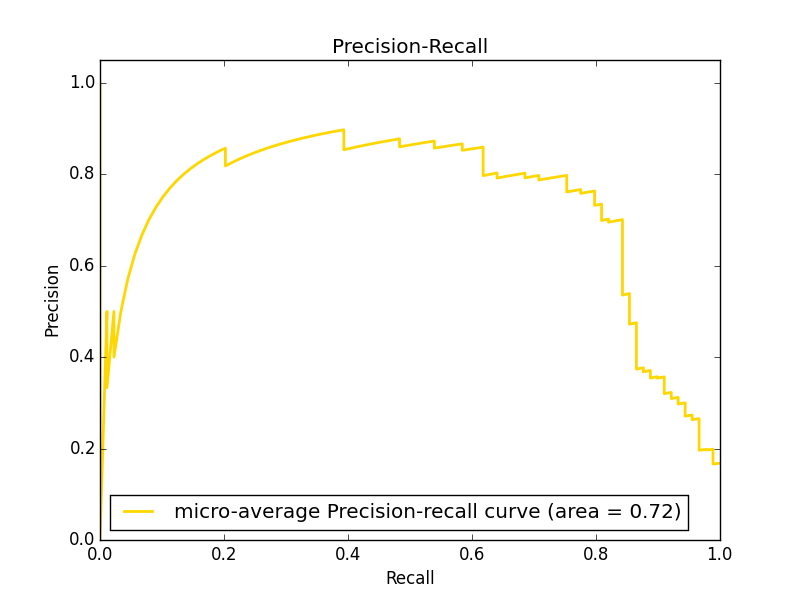 Precision-Recall
1.0
0.8
0.6
0.4
0.2
0.0
Precision
micro-average Precision-recall curve (area = 0.72)
0.0 0.2 0.4 0.6 0.8 1.0
Recall